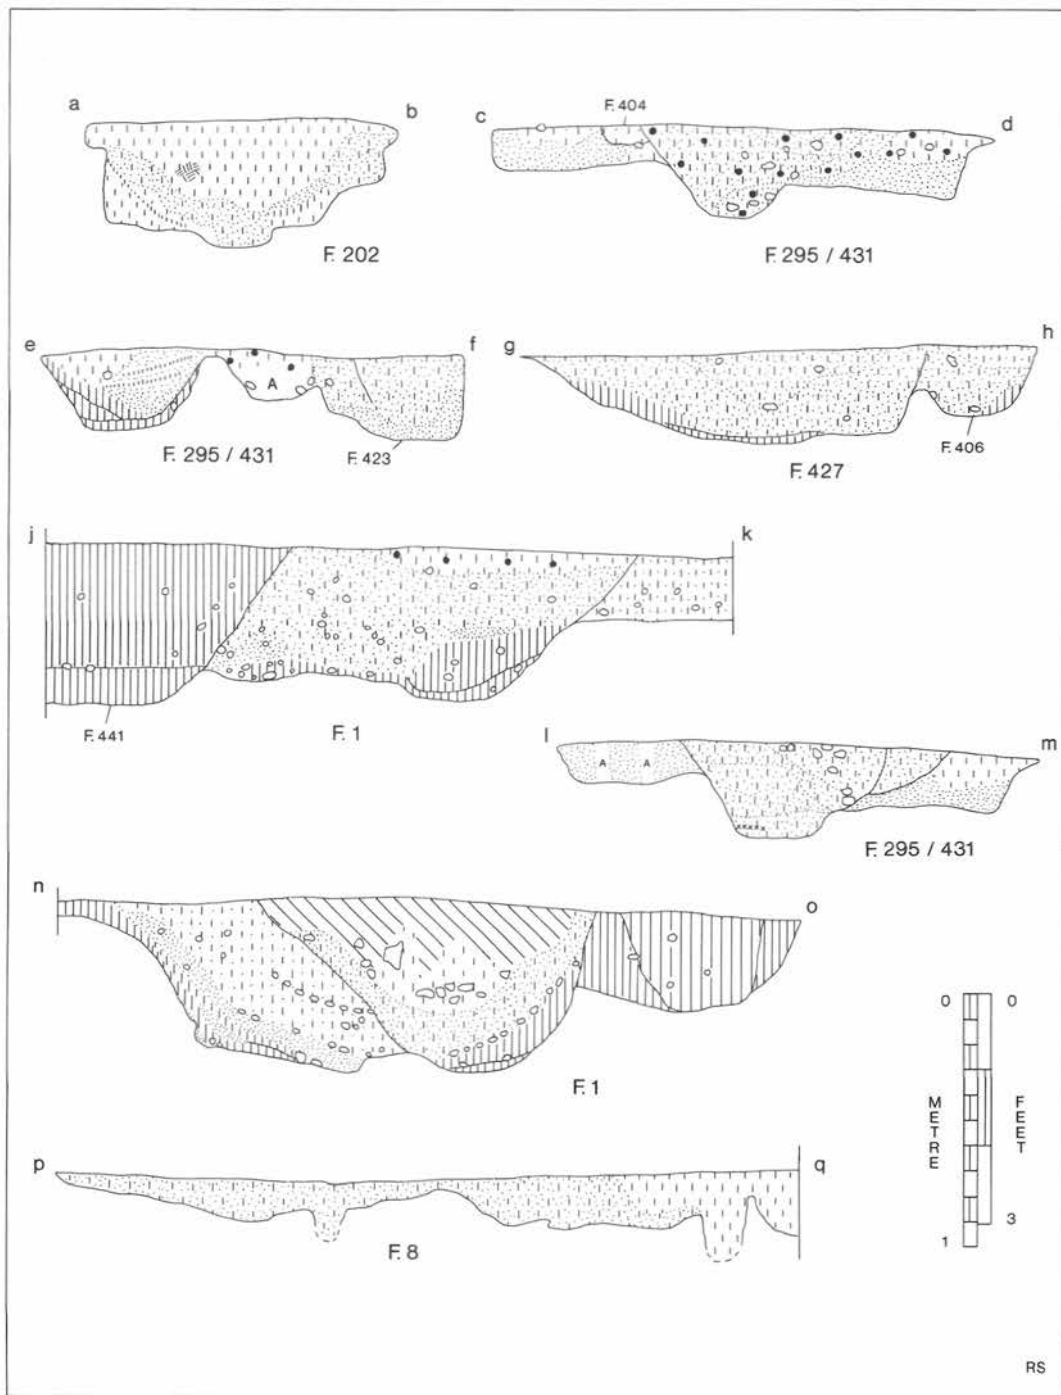 a b
F. 202
c F. 404 d
F. 295 / 431
e f
A
F. 295 / 431
F. 423
g h
F. 427
F. 406
j k
F. 441
F. 1
l m
A A
F. 295 / 431
n o
F. 1
p q
F. 8
0 0
METRE FEET
1 3
RS